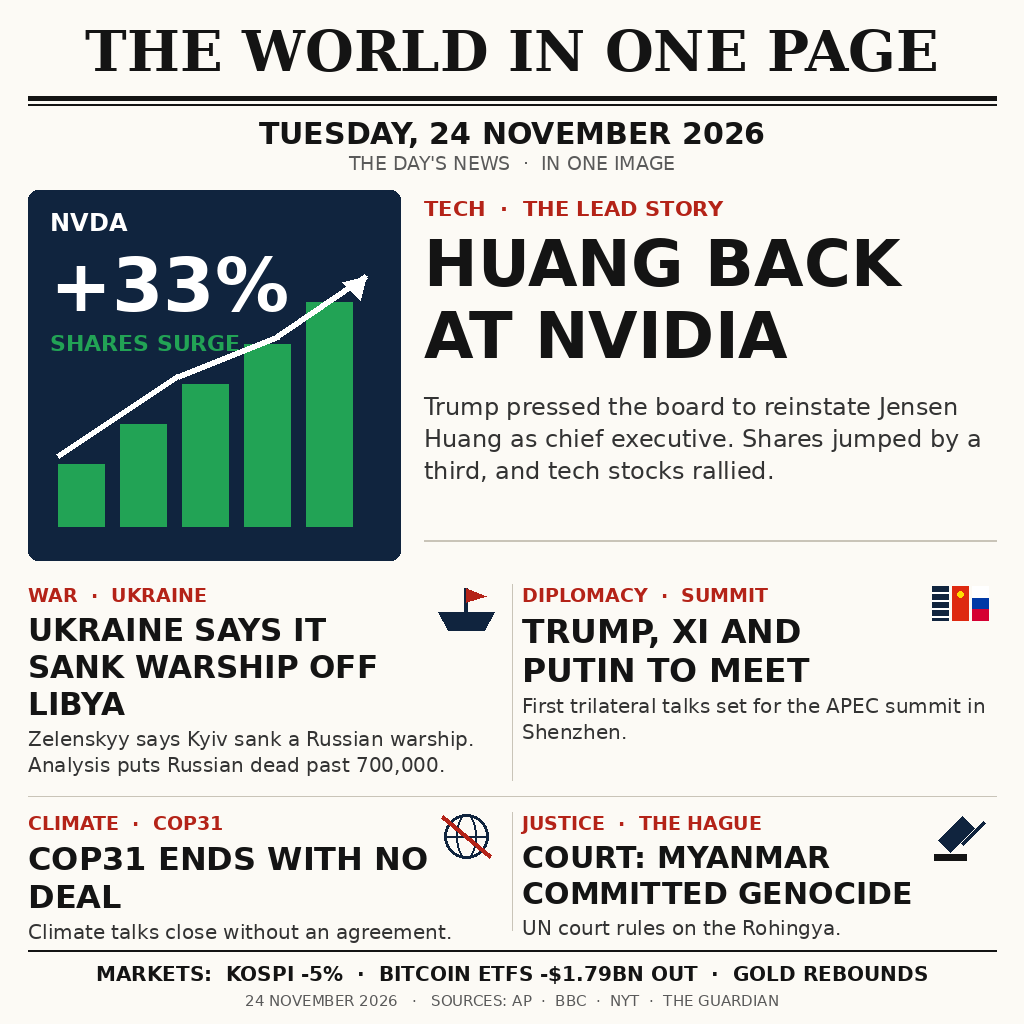 THE WORLD IN ONE PAGE
TUESDAY, 24 NOVEMBER 2026
THE DAY'S NEWS · IN ONE IMAGE
NVDA
+33%
SHARES SURGE
TECH · THE LEAD STORY
HUANG BACK
AT NVIDIA
Trump pressed the board to reinstate Jensen
Huang as chief executive. Shares jumped by a
third, and tech stocks rallied.
WAR · UKRAINE
UKRAINE SAYS IT
SANK WARSHIP OFF
LIBYA
Zelenskyy says Kyiv sank a Russian warship.
Analysis puts Russian dead past 700,000.
DIPLOMACY · SUMMIT
TRUMP, XI AND
PUTIN TO MEET
First trilateral talks set for the APEC summit in
Shenzhen.
CLIMATE · COP31
COP31 ENDS WITH NO
DEAL
Climate talks close without an agreement.
JUSTICE · THE HAGUE
COURT: MYANMAR
COMMITTED GENOCIDE
UN court rules on the Rohingya.
MARKETS: KOSPI -5% · BITCOIN ETFS -$1.79BN OUT · GOLD REBOUNDS
24 NOVEMBER 2026 · SOURCES: AP · BBC · NYT · THE GUARDIAN